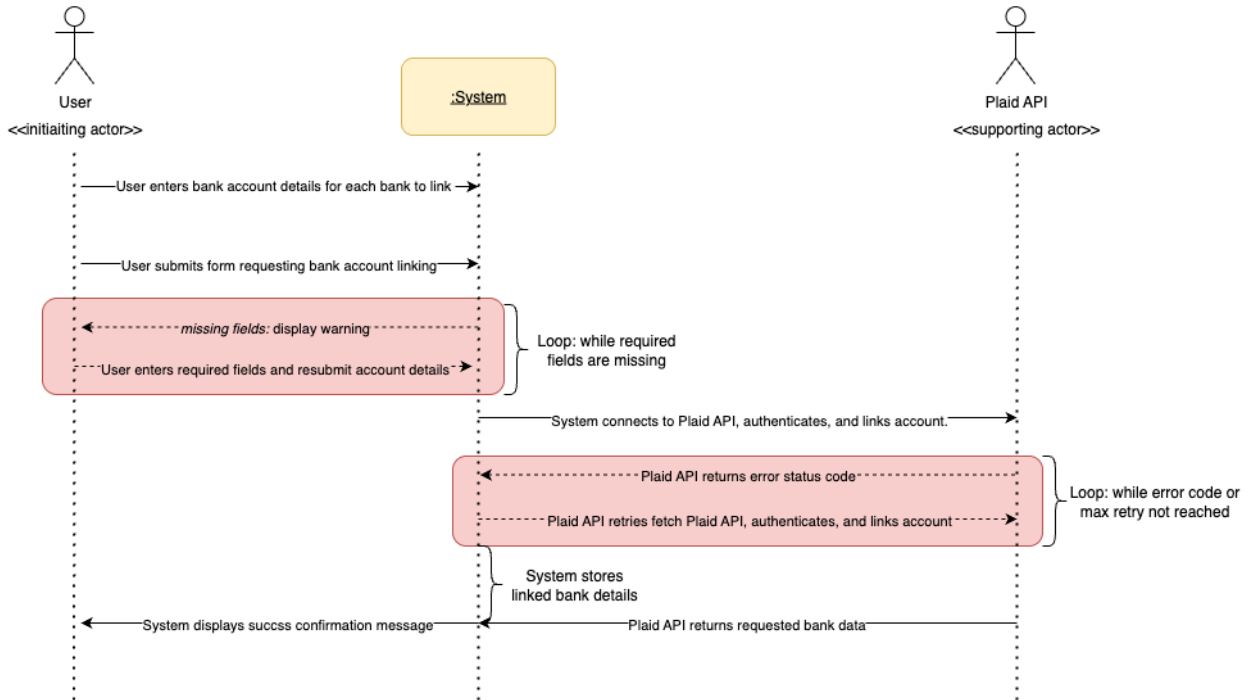 :System
User
Plaid API
<<initiaiting actor>>
<<supporting actor>>
User enters bank account details for each bank to link
User submits form requesting bank account linking
missing fields: display warning
Loop: while required
fields are missing
User enters required fields and resubmit account details
System connects to Plaid API, authenticates, and links account.
Plaid API returns error status code
Loop: while error code or
max retry not reached
Plaid API retries fetch Plaid API, authenticates, and links account
System stores
linked bank details
System displays succss confirmation message
Plaid API returns requested bank data